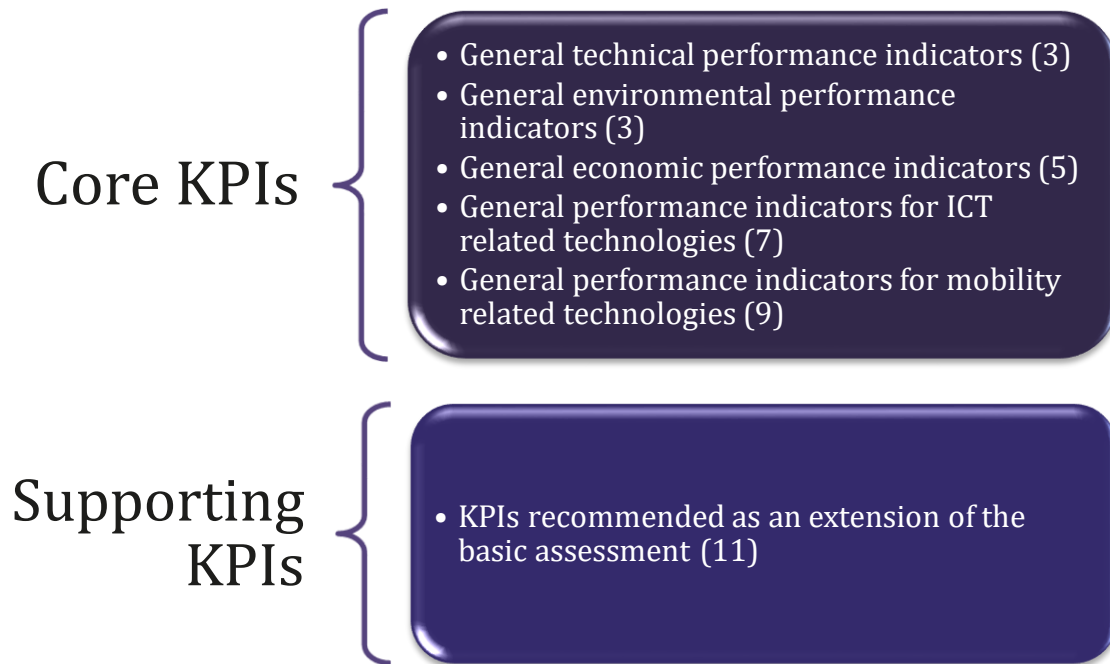 Core KPIs
• General technical performance indicators (3)
• General environmental performance
indicators (3)
• General economic performance indicators (5)
• General performance indicators for ICT
related technologies (7)
• General performance indicators for mobility
related technologies (9)
Supporting
KPIs
• KPIs recommended as an extension of the
basic assessment (11)